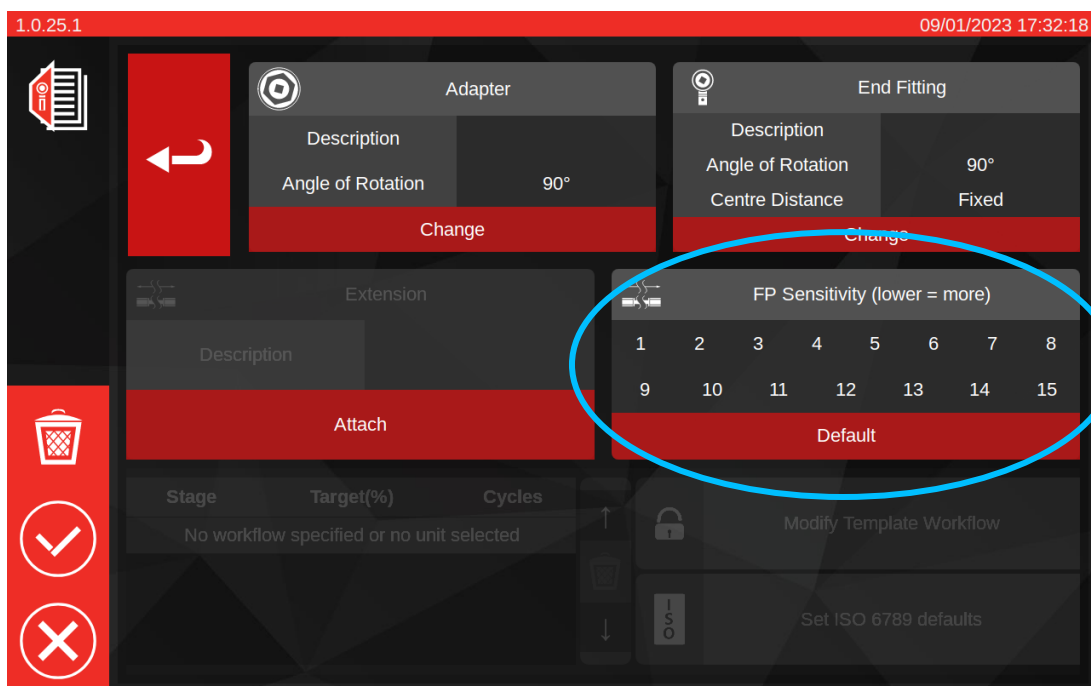 1.0.25.1 09/01/2023 17:32:18
Adapter
Description
Angle of Rotation 90°
Change
End Fitting
Description
Angle of Rotation 90°
Centre Distance Fixed
Change
Extension
Description
Attach
FP Sensitivity (lower = more)
1 2 3 4 5 6 7 8
9 10 11 12 13 14 15
Default
Stage Target(%) Cycles
No workflow specified or no unit selected
Modify Template Workflow
ISO
Set ISO 6789 defaults